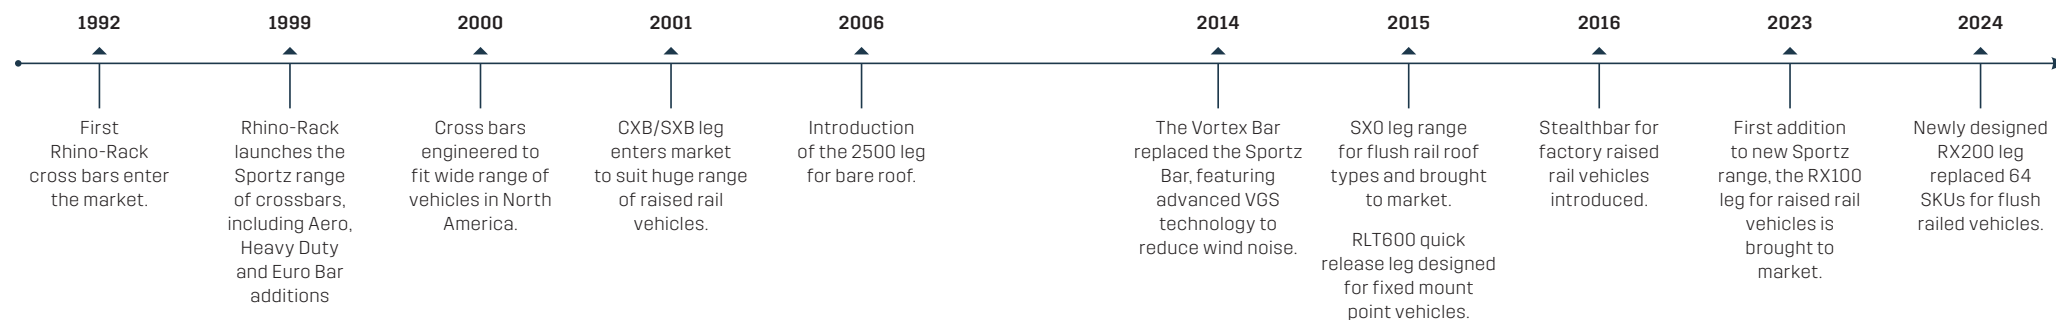 1992
First
Rhino-Rack
cross bars enter
the market.
1999
Rhino-Rack
launches the
Sportz range
of crossbars,
including Aero,
Heavy Duty
and Euro Bar
additions
2000
Cross bars
engineered to
fit wide range of
vehicles in North
America.
2001
CXB/SXB leg
enters market
to suit huge range
of raised rail
vehicles.
2006
Introduction
of the 2500 leg
for bare roof.
2014
The Vortex Bar
replaced the Sportz
Bar, featuring
advanced VGS
technology to
reduce wind noise.
2015
SX0 leg range
for flush rail roof
types and brought
to market.
RLT600 quick
release leg designed
for fixed mount
point vehicles.
2016
Stealthbar for
factory raised
rail vehicles
introduced.
2023
First addition
to new Sportz
range, the RX100
leg for raised rail
vehicles is
brought to
market.
2024
Newly designed
RX200 leg
replaced 64
SKUs for flush
railed vehicles.